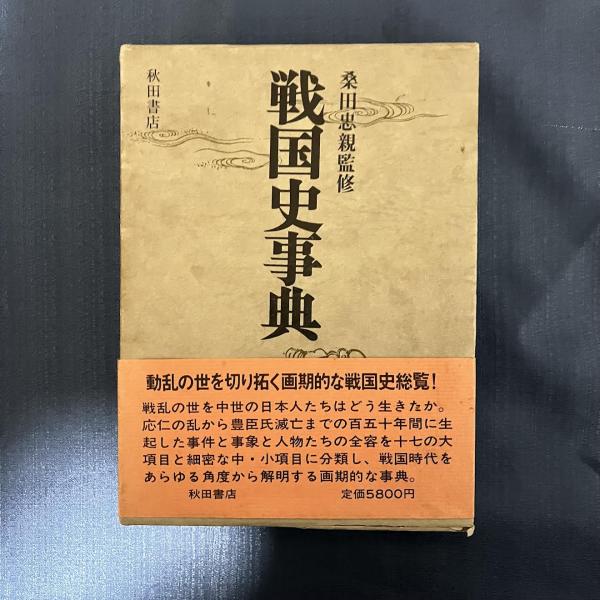 桑田忠親監修
戦国史事典
秋田書店
動乱の世を切り拓く画期的な戦国史総覧!
戦乱の世を中世の日本人たちはどう生きたか。
応仁の乱から豊臣氏滅亡までの百五十年間に生
起した事件と事象と人物たちの全容を十七の大
項目と細密な中・小項目に分類し、戦国時代を
あらゆる角度から解明する画期的な事典。
秋田書店 定価5800円